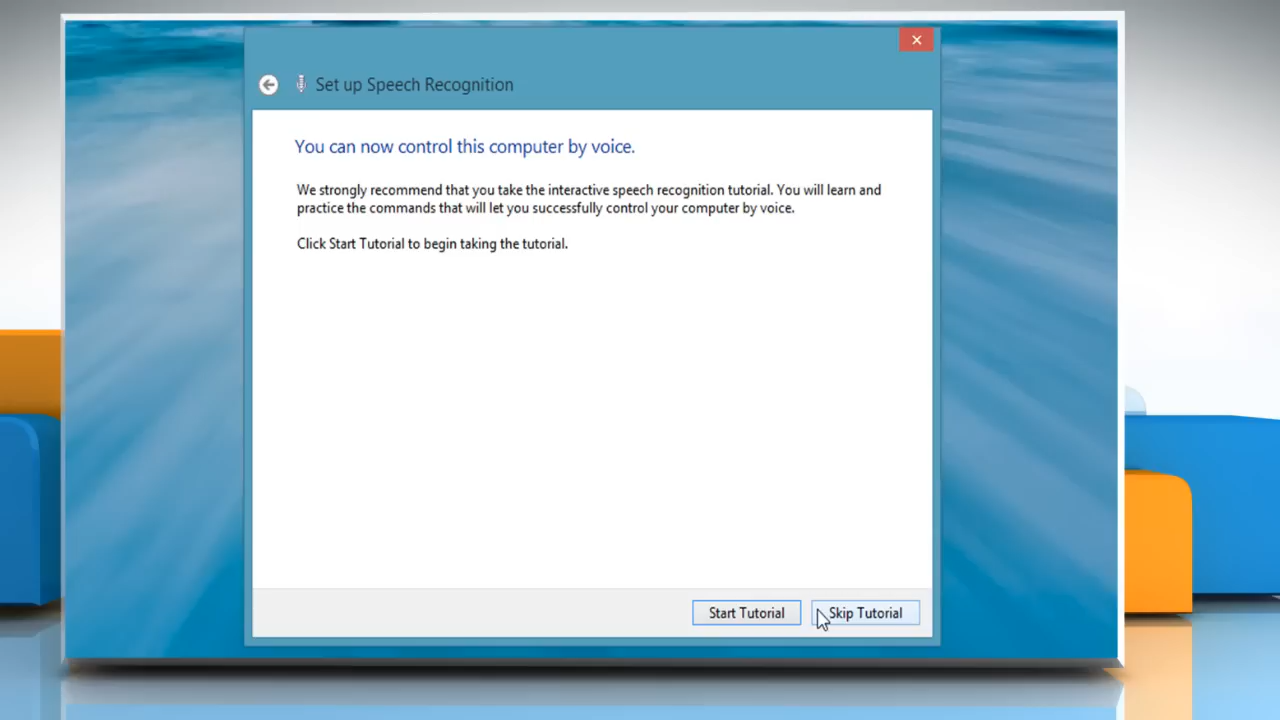 Set up Speech Recognition
You can now control this computer by voice.
We strongly recommend that you take the interactive speech recognition tutorial. You will learn and
practice the commands that will let you successfully control your computer by voice.
Click Start Tutorial to begin taking the tutorial.
Start Tutorial
Skip Tutorial